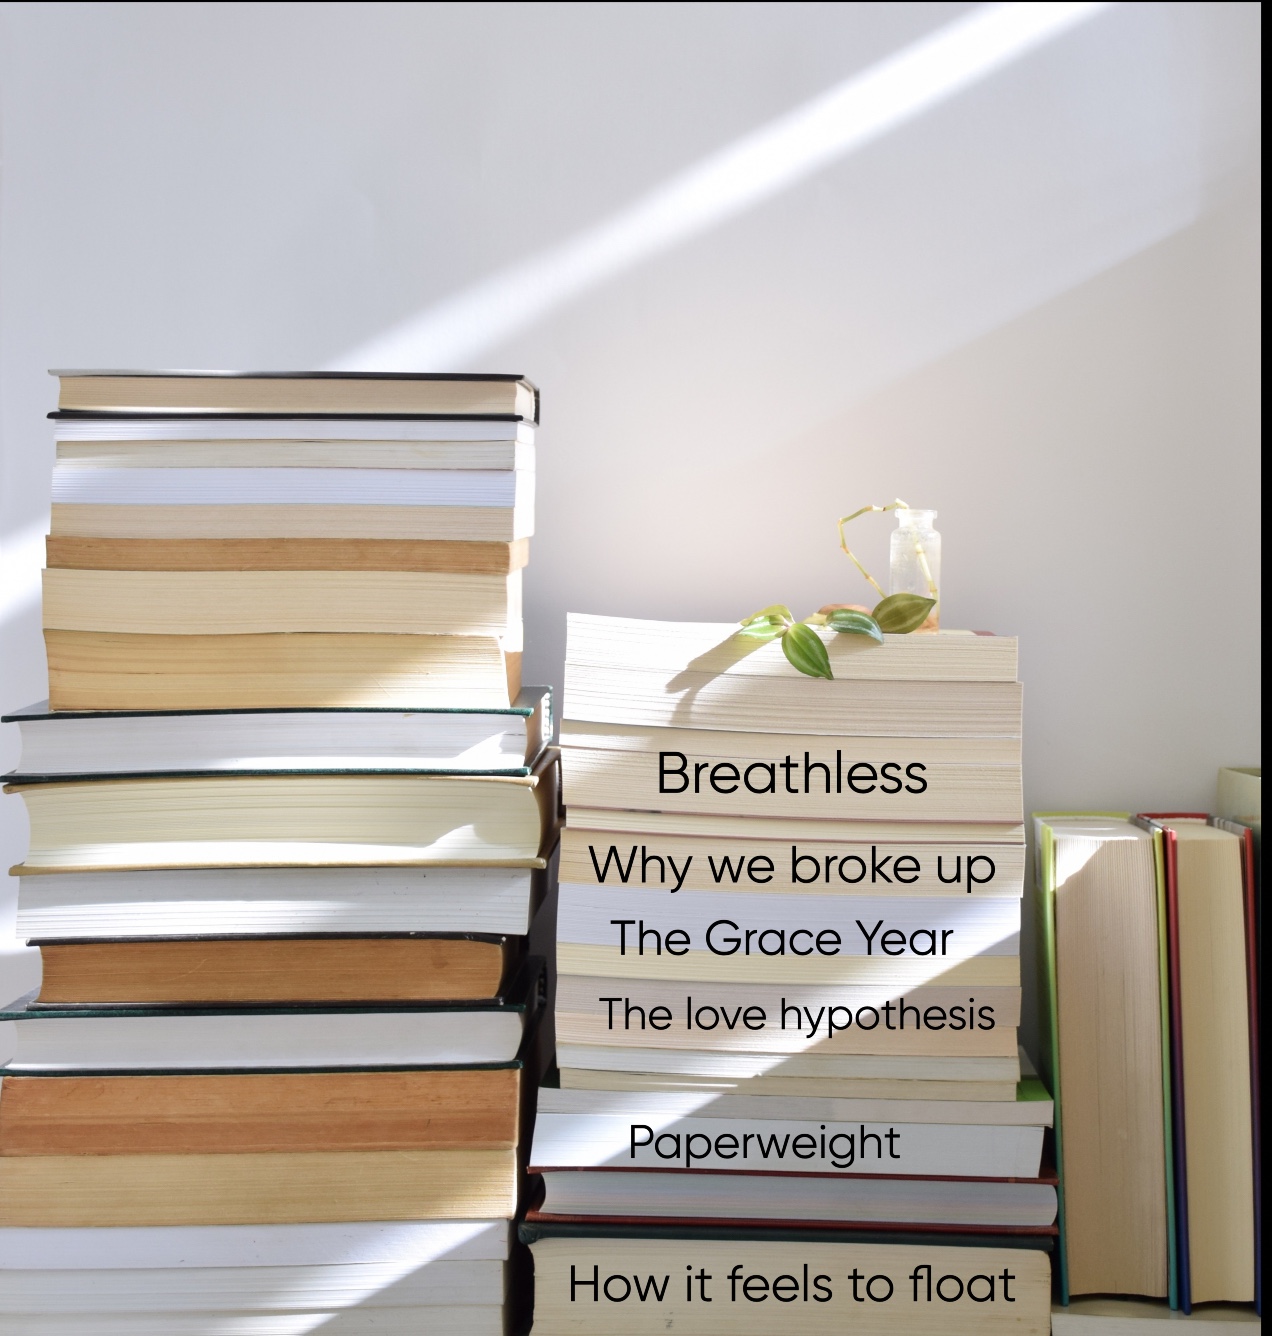 Breathless
Why we broke up
The Grace Year
The love hypothesis
Paperweight
How it feels to float